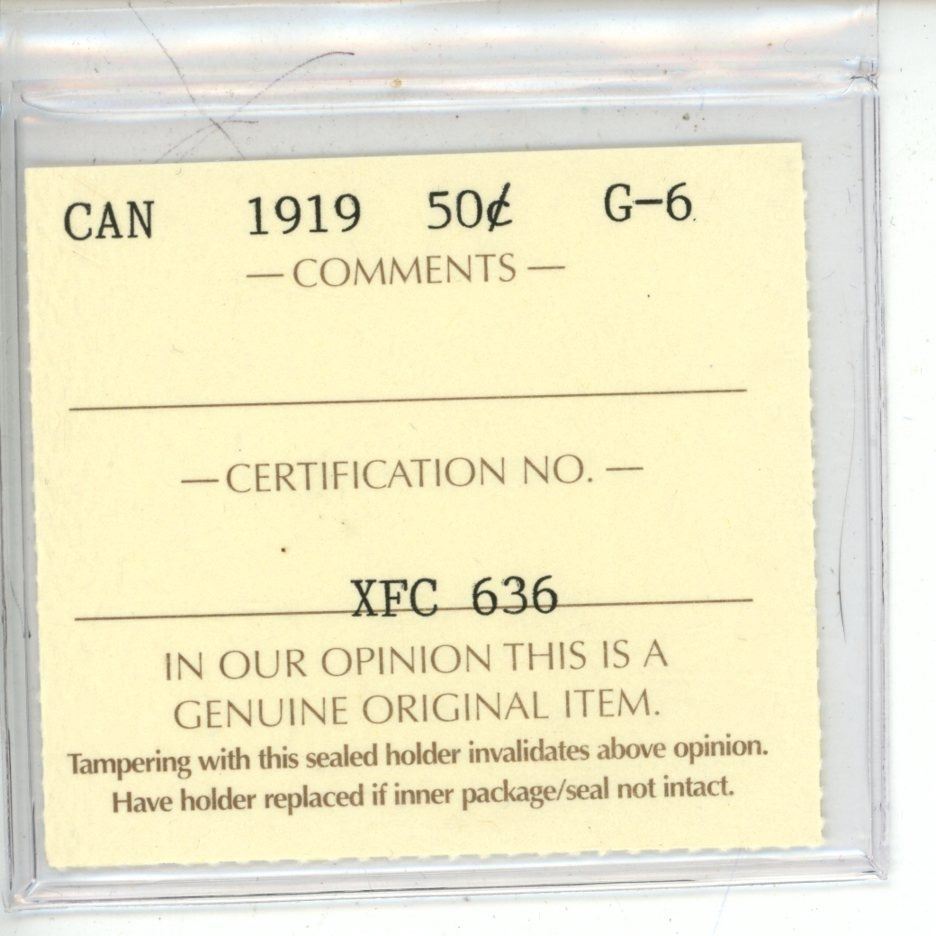 CAN 1919 50¢ G-6
— COMMENTS —
— CERTIFICATION NO. —
XFC 636
IN OUR OPINION THIS IS A
GENUINE ORIGINAL ITEM.
Tampering with this sealed holder invalidates above opinion.
Have holder replaced if inner package/seal not intact.